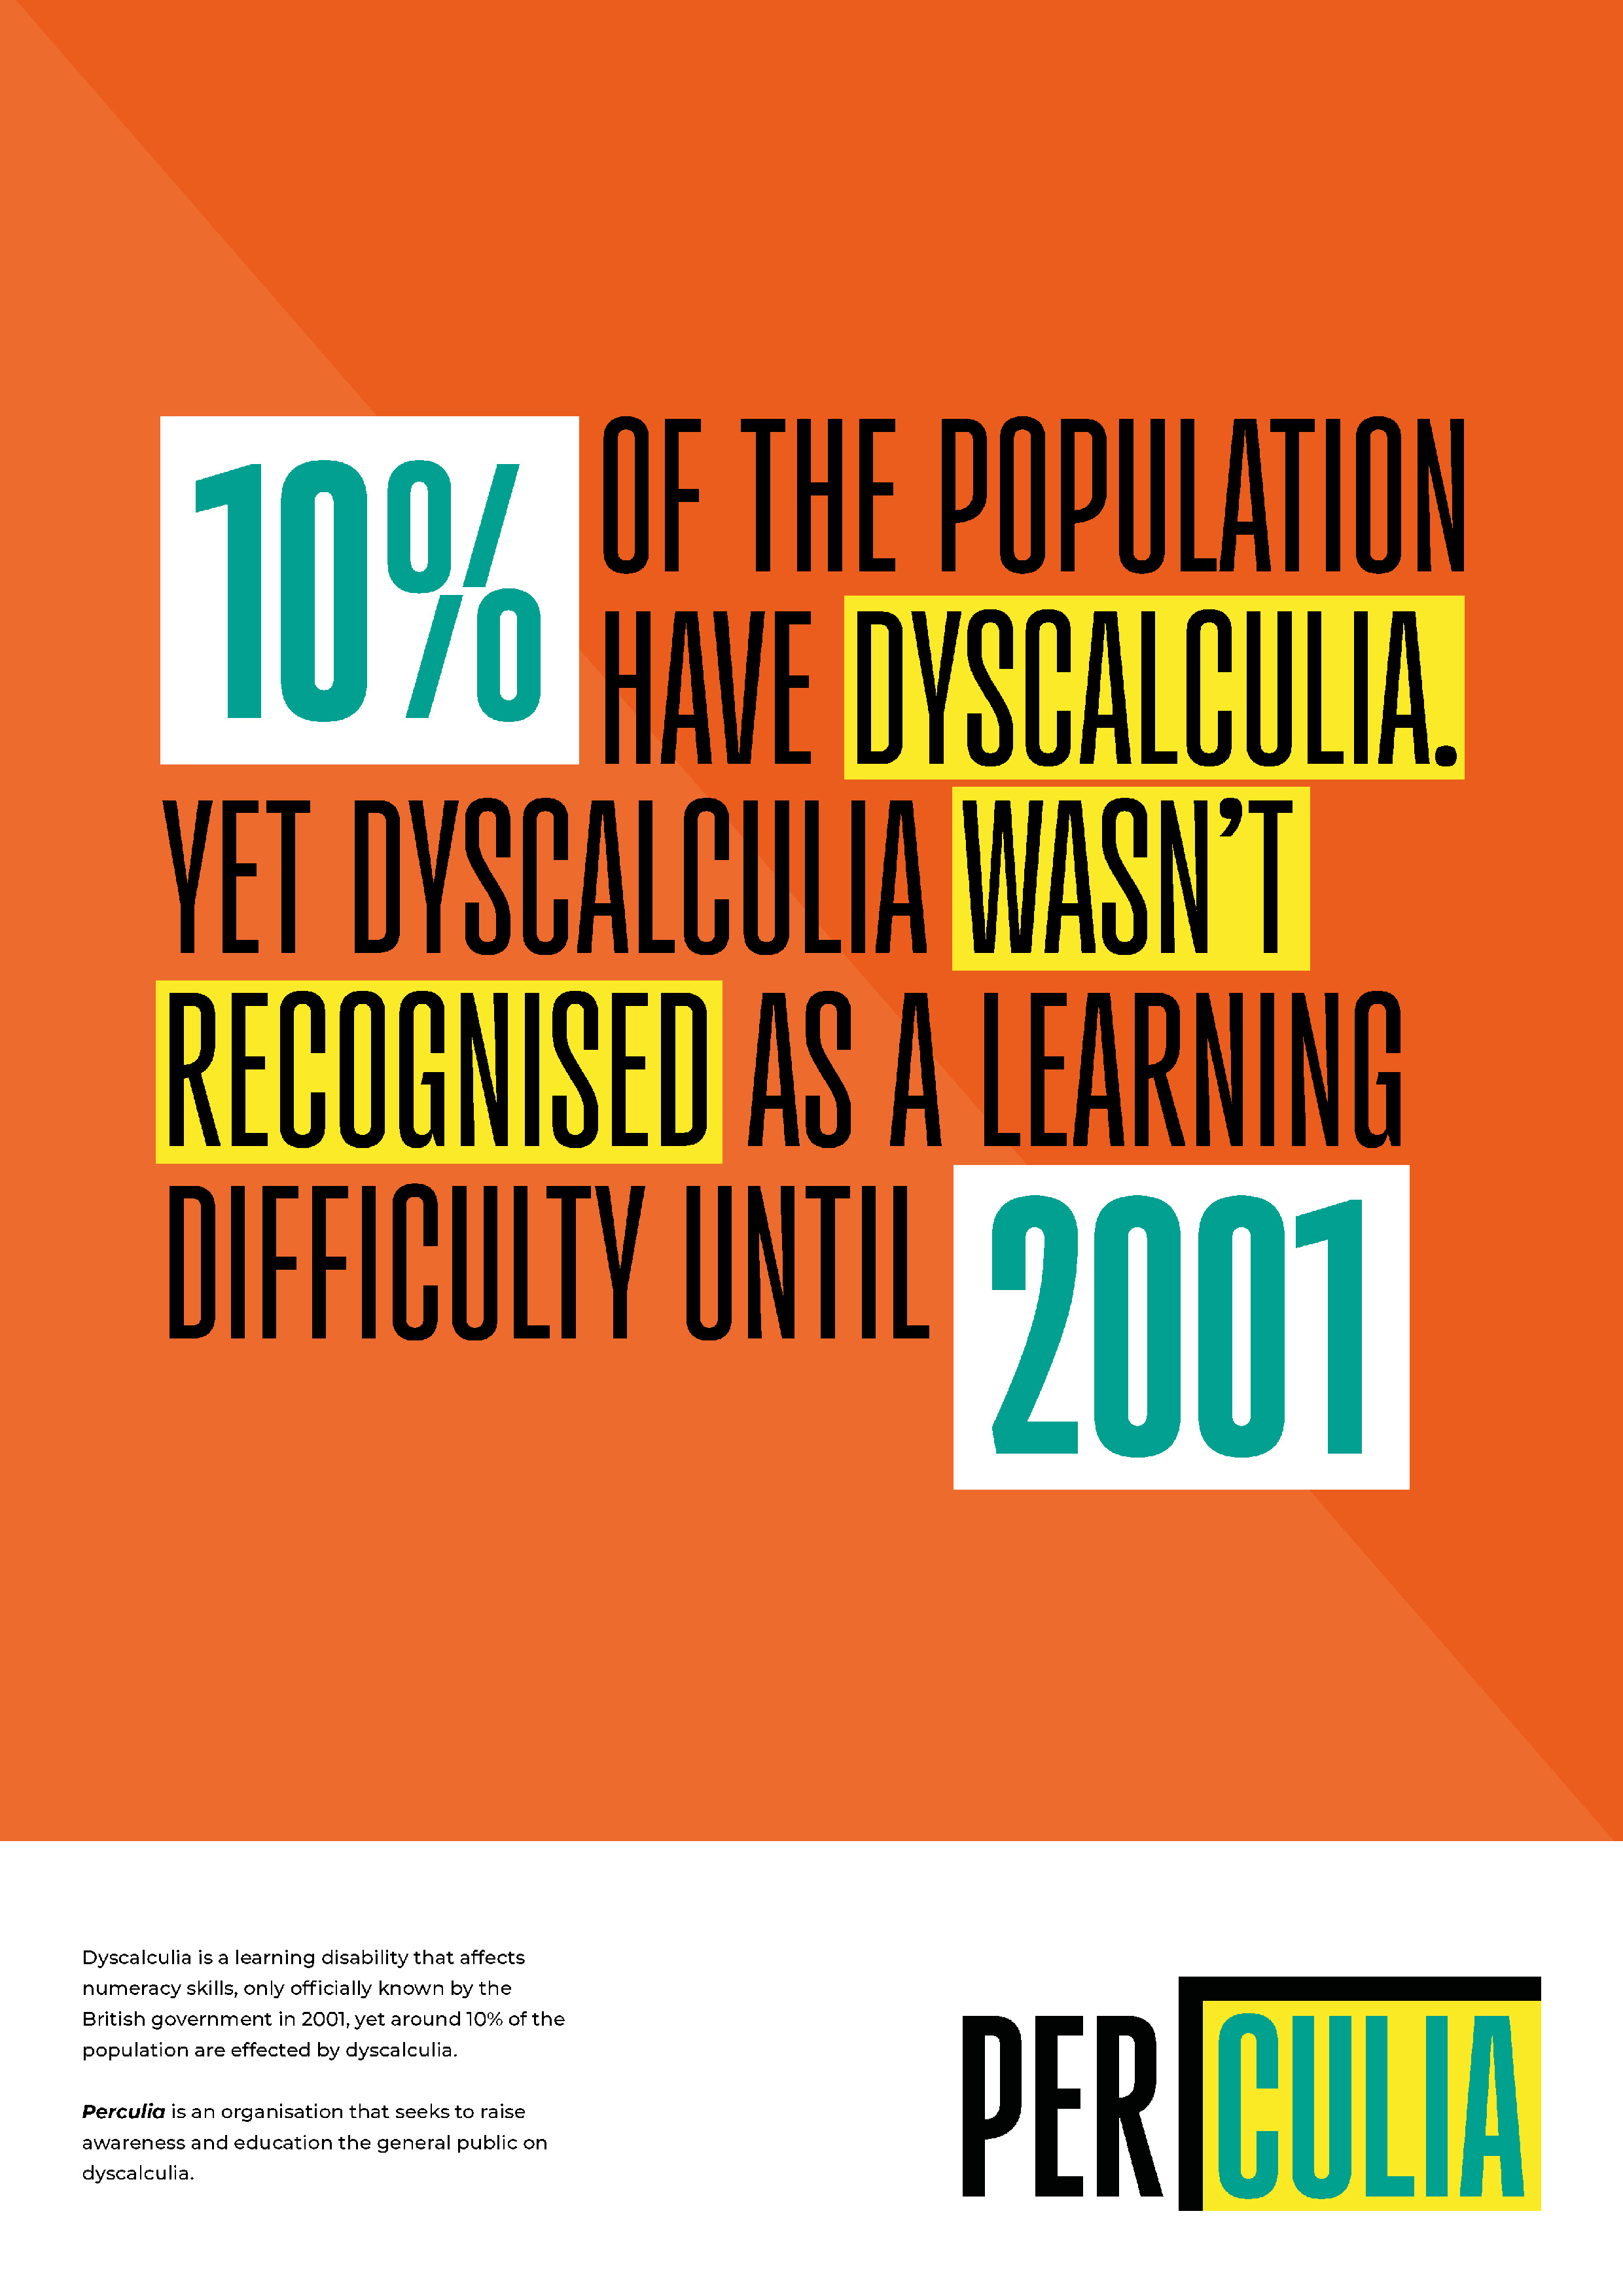 10% OF THE POPULATION
HAVE DYSCALCULIA.
YET DYSCALCULIA WASN'T
RECOGNISED AS A LEARNING
DIFFICULTY UNTIL 2001
Dyscalculia is a learning disability that affects
numeracy skills, only officially known by the
British government in 2001, yet around 10% of the
population are effected by dyscalculia.
Perculia is an organisation that seeks to raise
awareness and education the general public on
dyscalculia.
PERCULIA